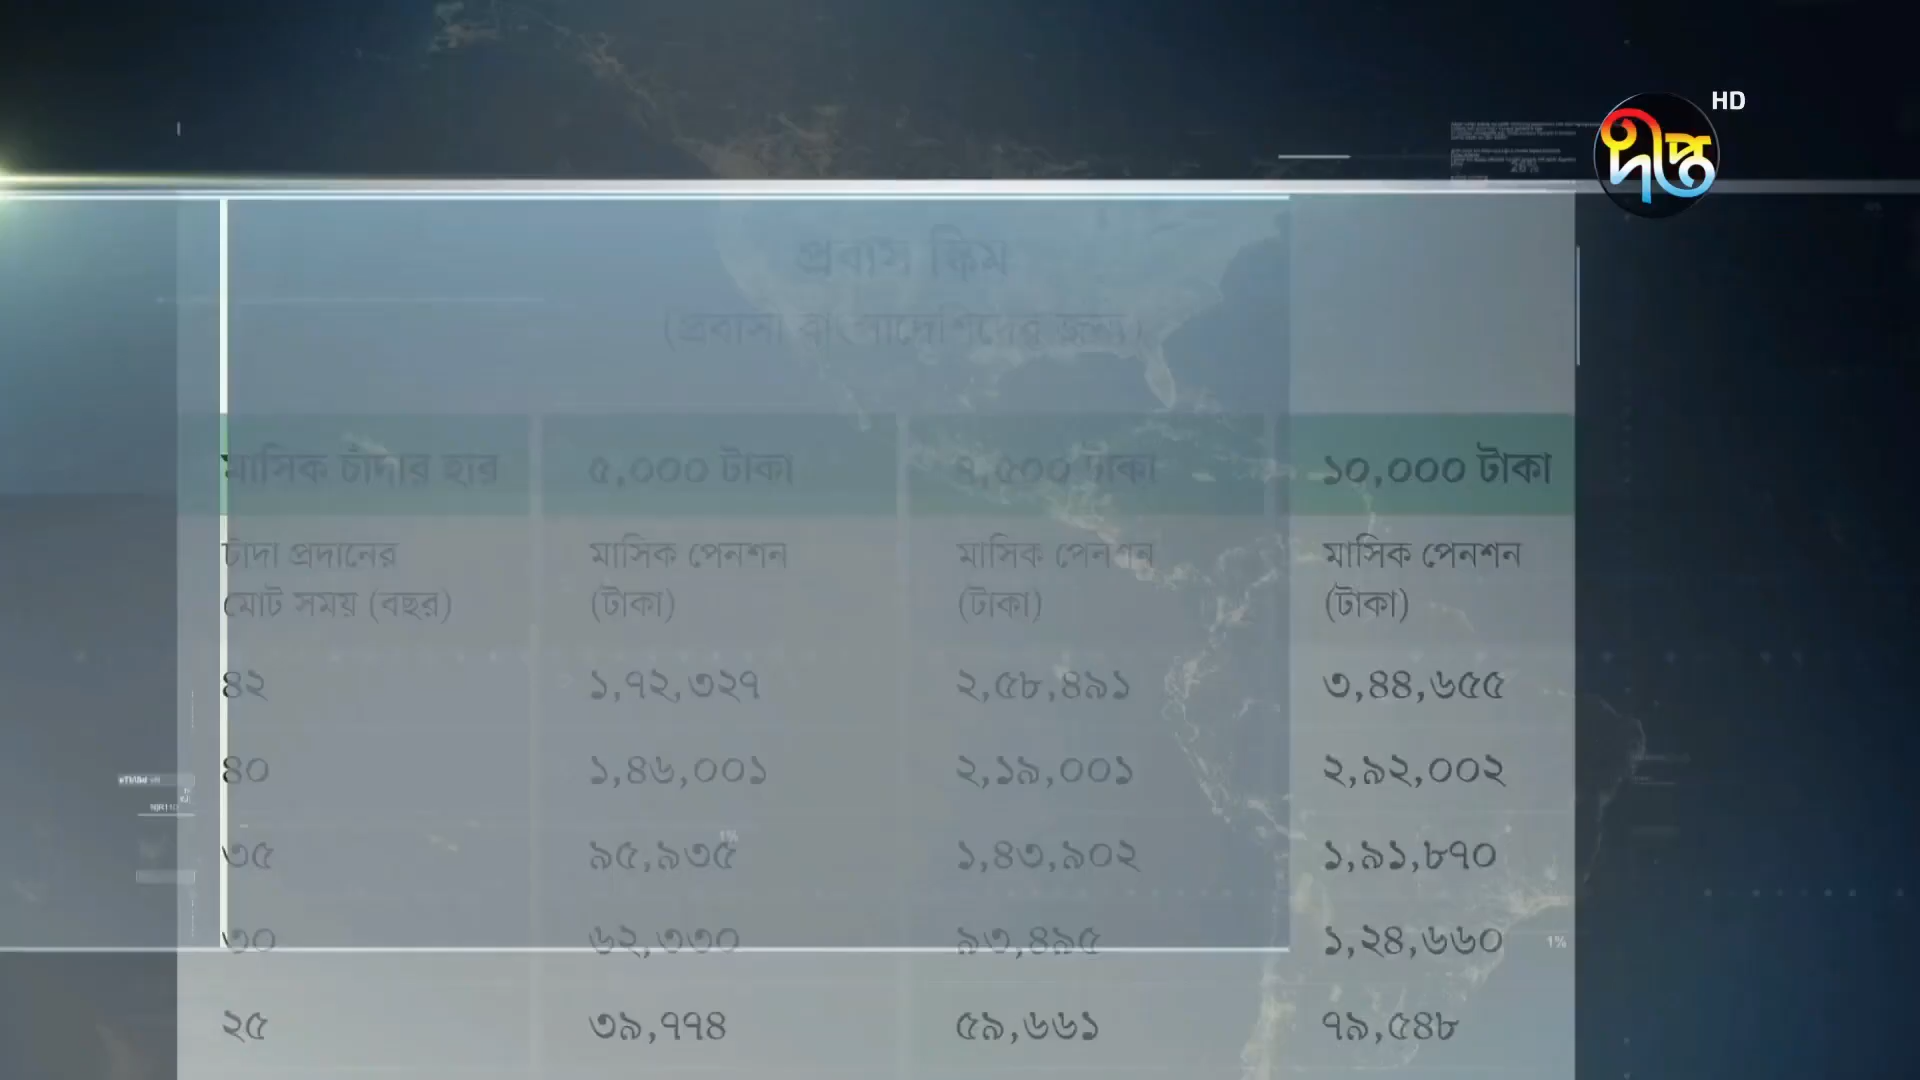 HD
দীপ্ত
প্রবাস স্কিম
(প্রবাসী বাংলাদেশিদের জন্য)
মাসিক চাঁদার হার ৫,০০০ টাকা ৭,৫০০ টাকা ১০,০০০ টাকা
চাঁদা প্রদানের মোট সময় (বছর) মাসিক পেনশন (টাকা) মাসিক পেনশন (টাকা) মাসিক পেনশন (টাকা)
৪২ ১,৭২,৩২৭ ২,৫৮,৪৯১ ৩,৪৪,৬৫৫
৪০ ১,৪৬,০০১ ২,১৯,০০১ ২,৯২,০০২
৩৫ ৯৫,৯৩৫ ১,৪৩,৯০২ ১,৯১,৮৭০
1%
৩০ ৬২,৩৩০ ৯৩,৪৯৫ ১,২৪,৬৬০
1%
২৫ ৩৯,৭৭৪ ৫৯,৬৬১ ৭৯,৫৪৮